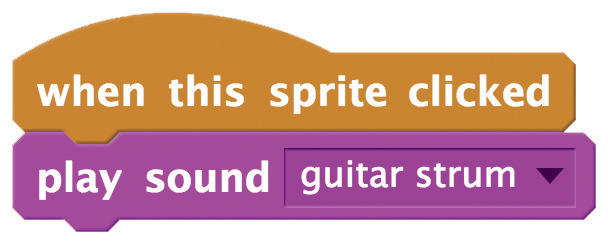 when this sprite clicked
play sound guitar strum